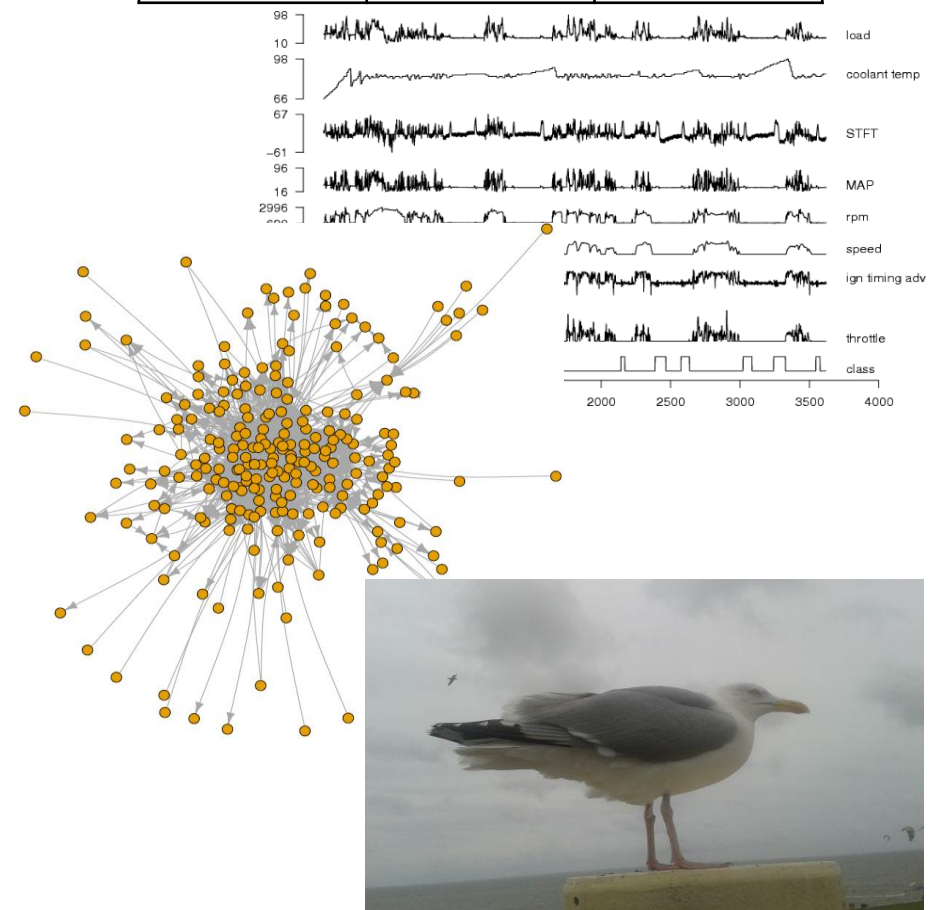 98
load
10
98
coolant temp
66
67
STFT
−61
96
MAP
16
2996
rpm
speed
ign timing adv
throttle
class
2000 2500 3000 3500 4000